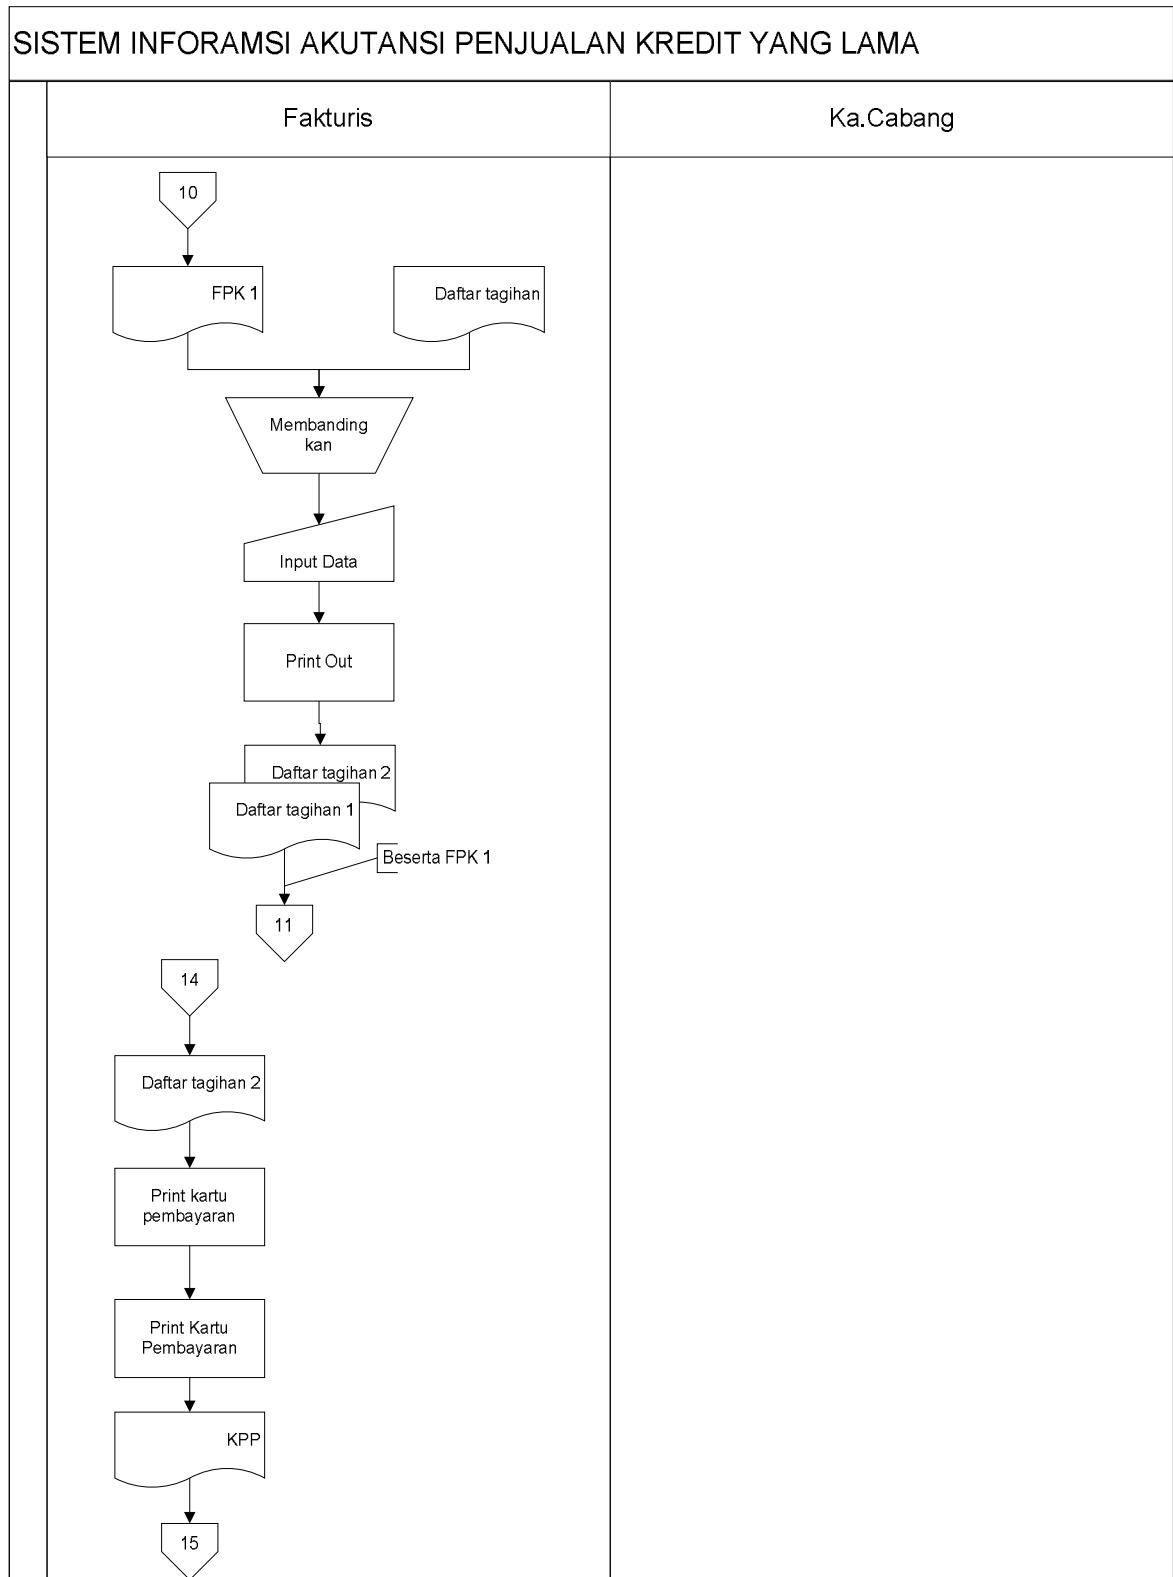 SISTEM INFORAMSI AKUTANSI PENJUALAN KREDIT YANG LAMA
Fakturis
Ka.Cabang
10
FPK 1
Daftar tagihan
Membanding
kan
Input Data
Print Out
Daftar tagihan 2
Daftar tagihan 1
Beserta FPK 1
11
14
Daftar tagihan 2
Print kartu
pembayaran
Print Kartu
Pembayaran
KPP
15